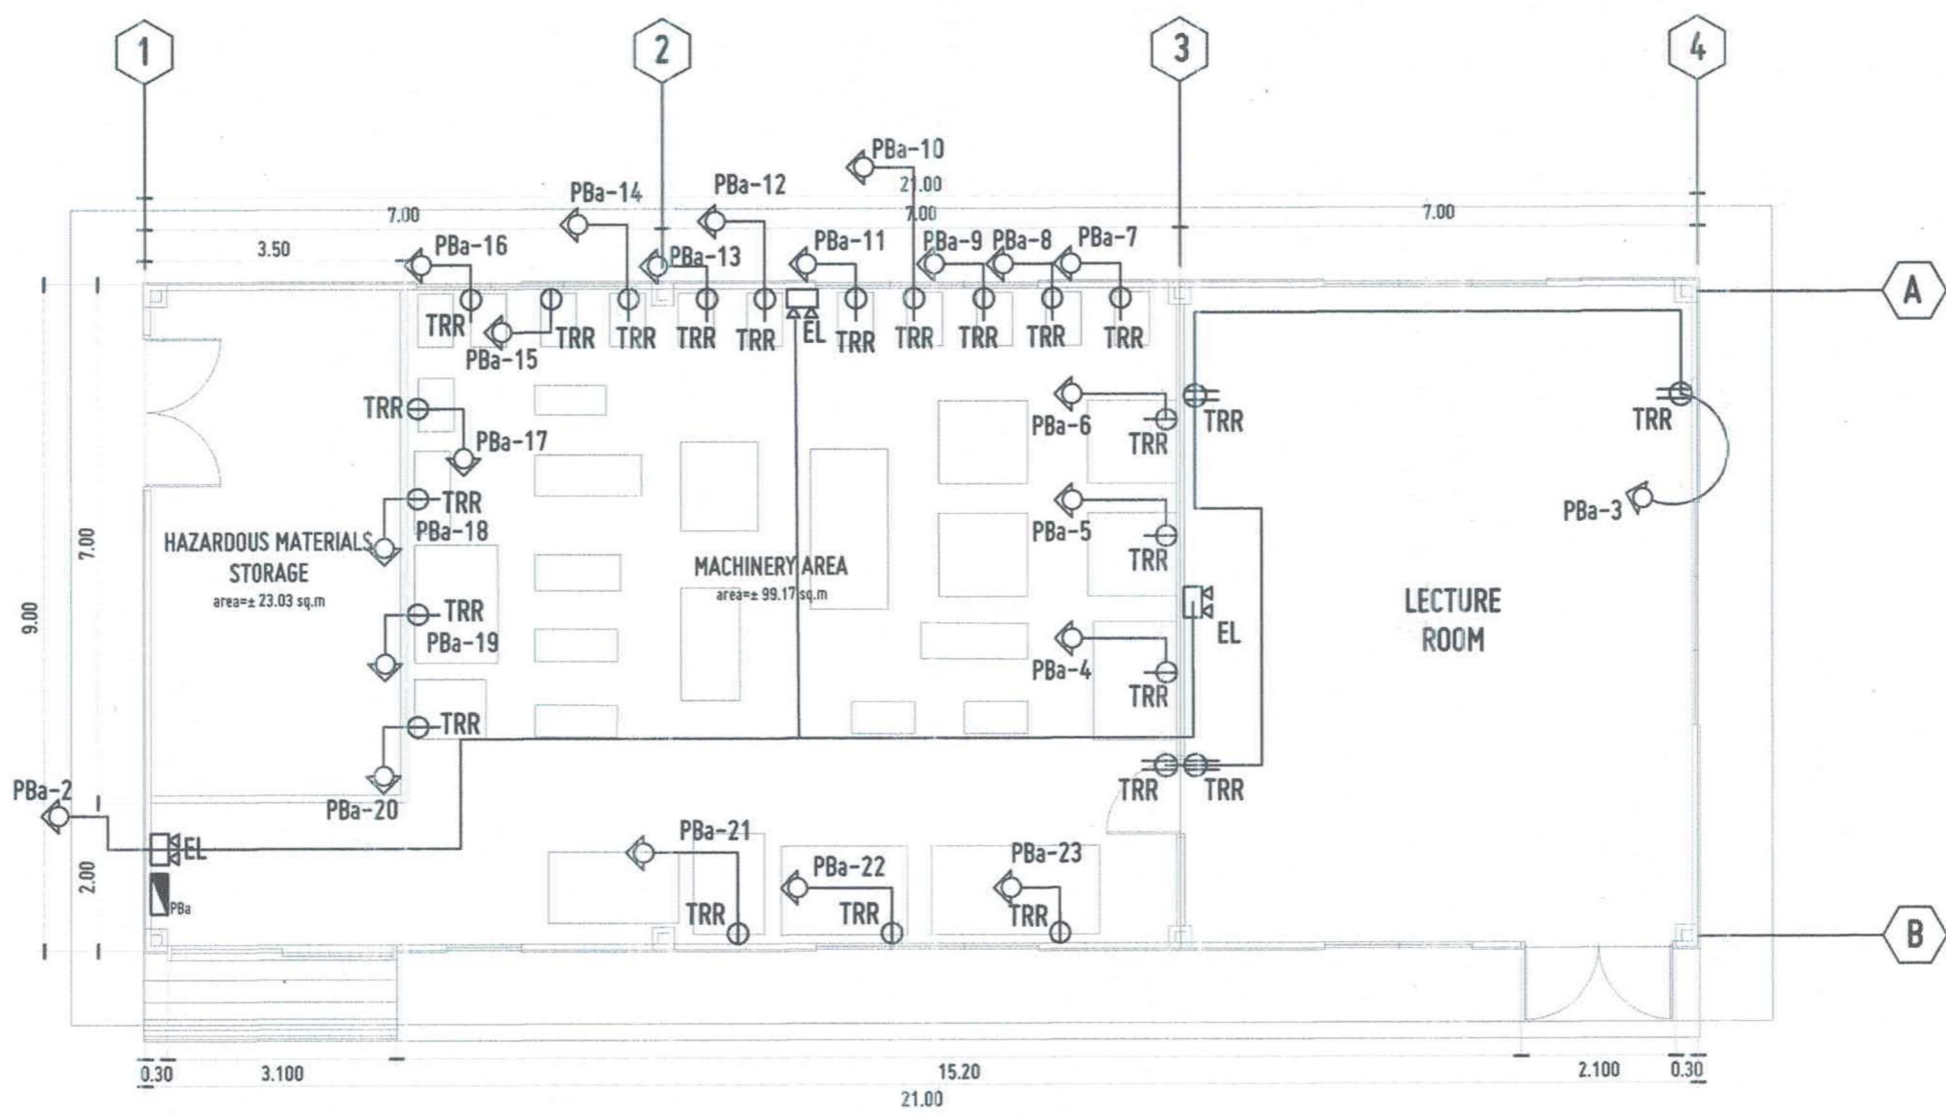 1
2
3
4
PBa-10
21.00
PBa-14
PBa-12
7.00
7.00
7.00
3.50
PBa-16
PBa-13
PBa-11
PBa-9
PBa-8
PBa-7
A
TRR
TRR
TRR
TRR
TRR
EL
TRR
TRR
TRR
TRR
TRR
PBa-15
TRR
PBa-6
TRR
TRR
TRR
PBa-17
TRR
PBa-18
PBa-5
TRR
PBa-3
7.00
9.00
HAZARDOUS MATERIALS
STORAGE
area=± 23.03 sq.m
MACHINERY AREA
area=± 99.17 sq.m
LECTURE
ROOM
TRR
PBa-19
EL
PBa-4
TRR
TRR
PBa-2
PBa-20
TRR
TRR
EL
PBa-21
PBa-22
PBa-23
2.00
PBa
TRR
TRR
TRR
B
0.30
3.100
15.20
2.100
0.30
21.00